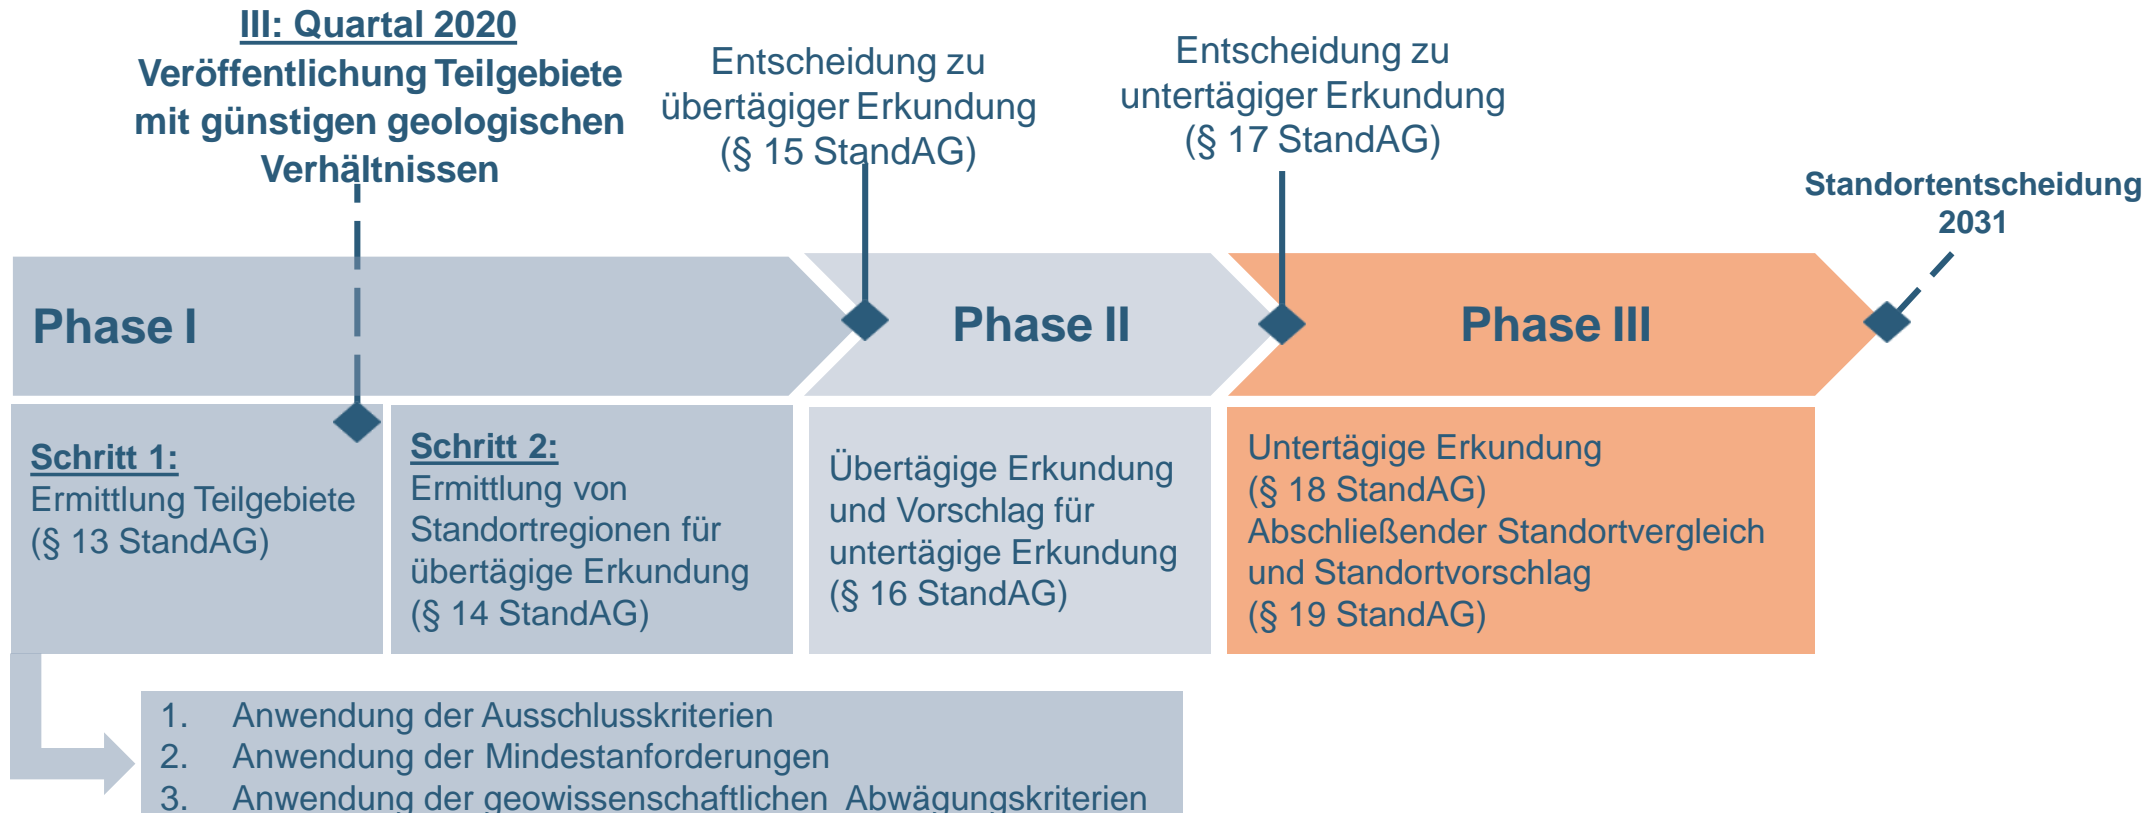 III: Quartal 2020
Veröffentlichung Teilgebiete
mit günstigen geologischen
Verhältnissen
Entscheidung zu
übertägiger Erkundung
(§ 15 StandAG)
Entscheidung zu
untertägiger Erkundung
(§ 17 StandAG)
Standortentscheidung
2031
Phase I
Phase II
Phase III
Schritt 1:
Ermittlung Teilgebiete
(§ 13 StandAG)
Schritt 2:
Ermittlung von
Standortregionen für
übertägige Erkundung
(§ 14 StandAG)
Übertägige Erkundung
und Vorschlag für
untertägige Erkundung
(§ 16 StandAG)
Untertägige Erkundung
(§ 18 StandAG)
Abschließender Standortvergleich
und Standortvorschlag
(§ 19 StandAG)
1. Anwendung der Ausschlusskriterien
2. Anwendung der Mindestanforderungen
3. Anwendung der geowissenschaftlichen Abwägungskriterien